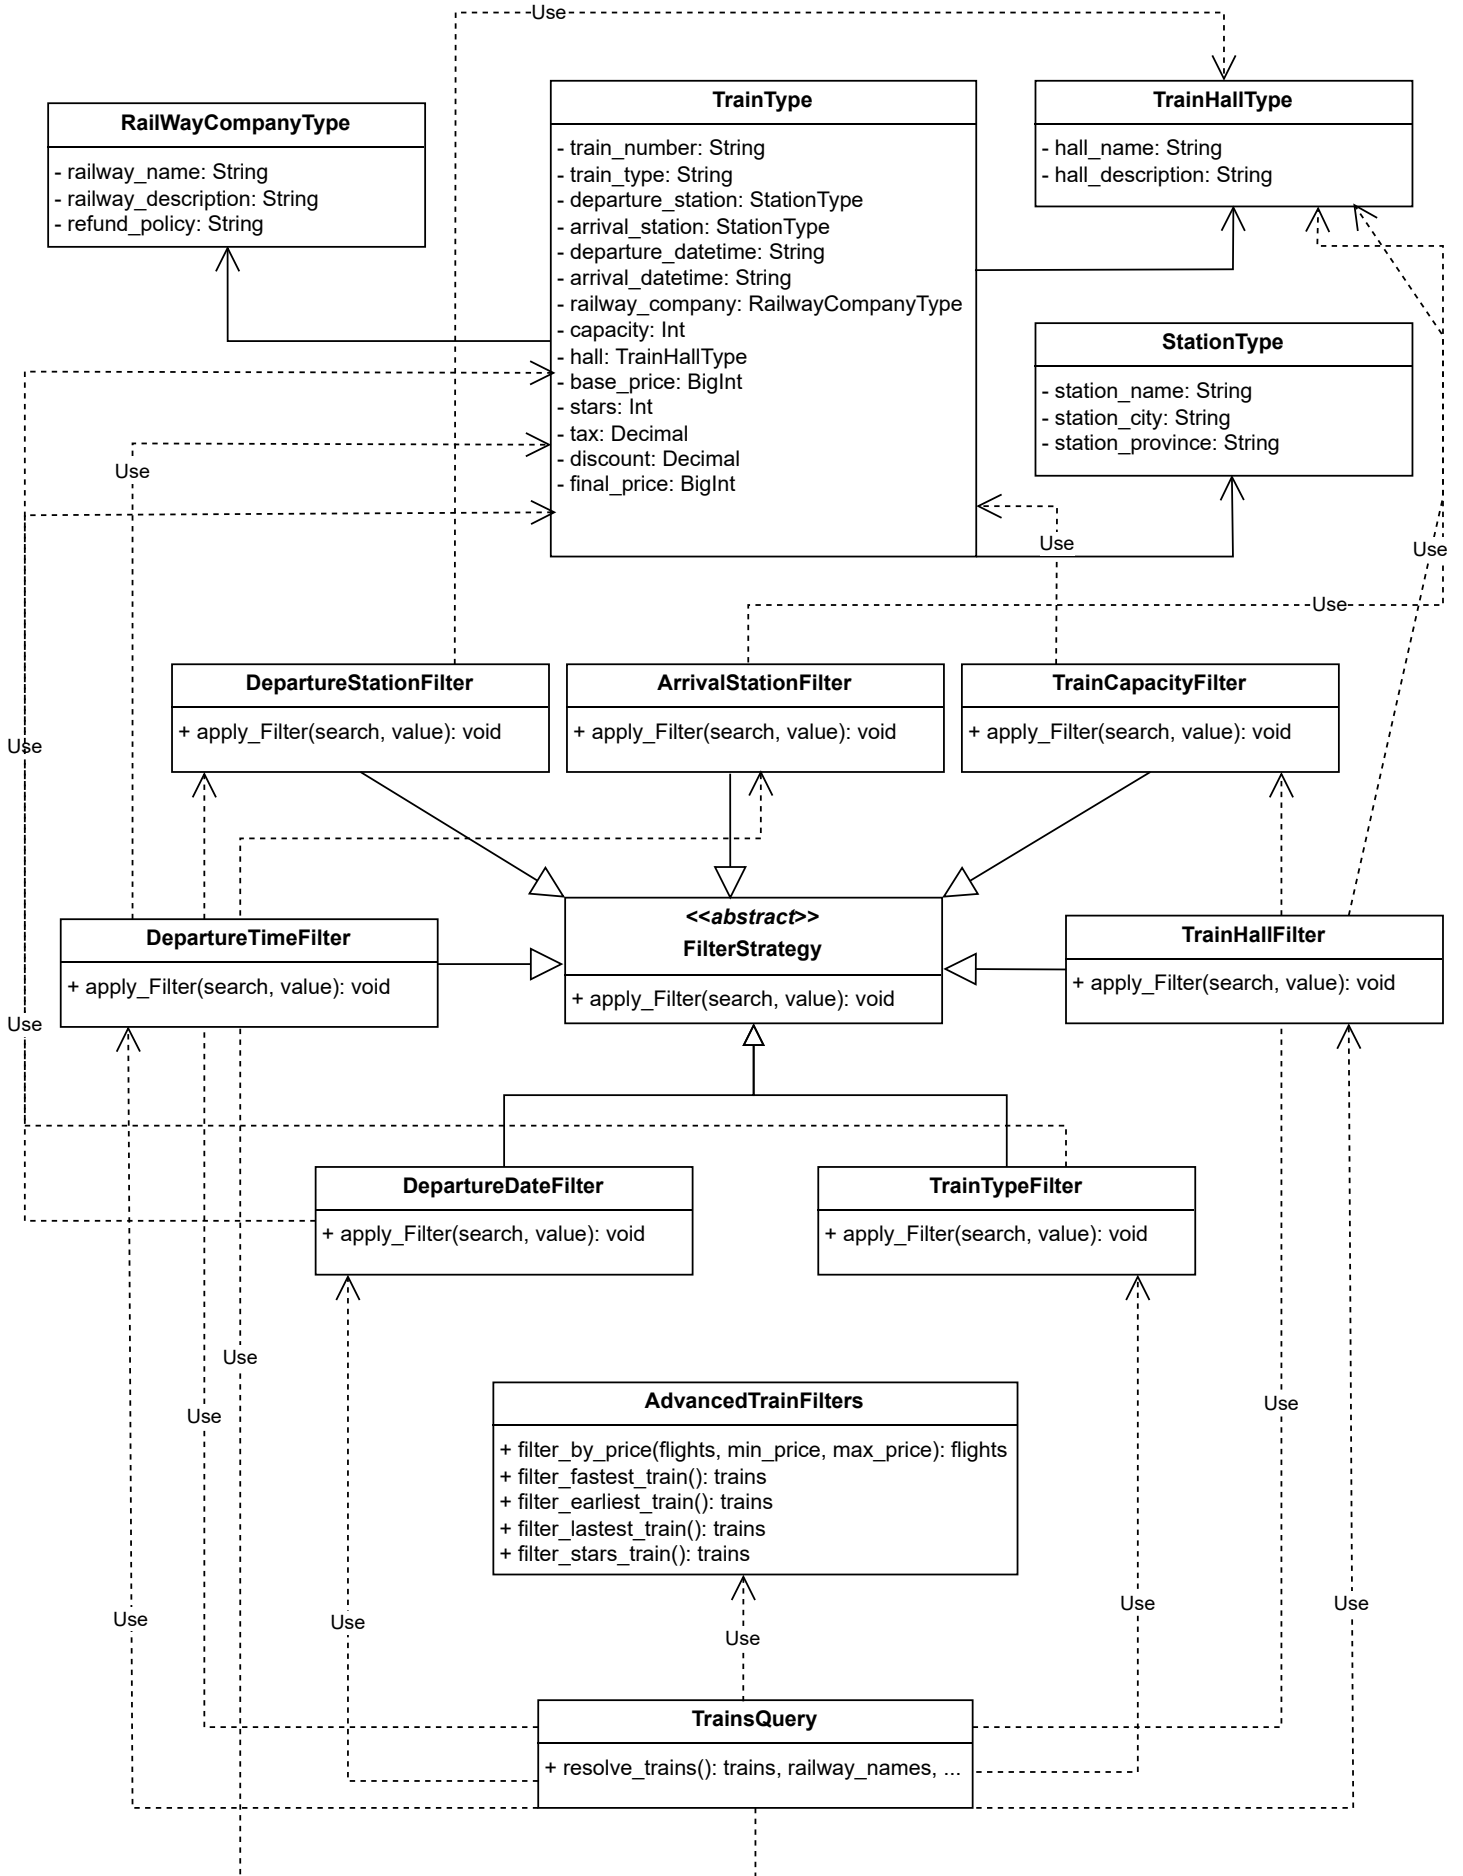 Use
TrainType
- train_number: String
- train_type: String
- departure_station: StationType
- arrival_station: StationType
- departure_datetime: String
- arrival_datetime: String
- railway_company: RailwayCompanyType
- capacity: Int
- hall: TrainHallType
- base_price: BigInt
- stars: Int
- tax: Decimal
- discount: Decimal
- final_price: BigInt
TrainHallType
- hall_name: String
- hall_description: String
RailWayCompanyType
- railway_name: String
- railway_description: String
- refund_policy: String
StationType
- station_name: String
- station_city: String
- station_province: String
Use
Use
Use
Use
DepartureStationFilter
+ apply_Filter(search, value): void
ArrivalStationFilter
+ apply_Filter(search, value): void
TrainCapacityFilter
+ apply_Filter(search, value): void
Use
DepartureTimeFilter
+ apply_Filter(search, value): void
<<abstract>>
FilterStrategy
+ apply_Filter(search, value): void
TrainHallFilter
+ apply_Filter(search, value): void
Use
DepartureDateFilter
+ apply_Filter(search, value): void
TrainTypeFilter
+ apply_Filter(search, value): void
Use
Use
Use
AdvancedTrainFilters
+ filter_by_price(flights, min_price, max_price): flights
+ filter_fastest_train(): trains
+ filter_earliest_train(): trains
+ filter_lastest_train(): trains
+ filter_stars_train(): trains
Use
Use
Use
Use
Use
TrainsQuery
+ resolve_trains(): trains, railway_names, ...